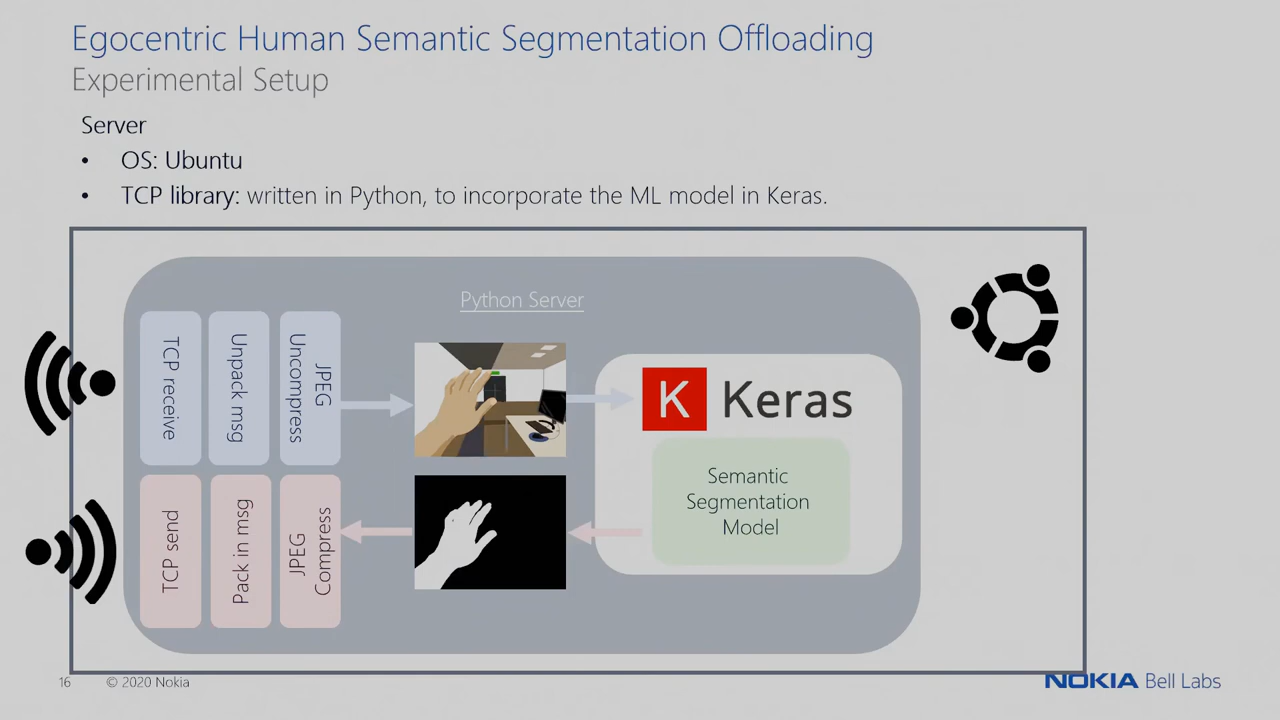 Egocentric Human Semantic Segmentation Offloading
Experimental Setup
Server
• OS: Ubuntu
• TCP library: written in Python, to incorporate the ML model in Keras.
Python Server
TCP receive
Unpack msg
JPEG
Uncompress
K Keras
Semantic
Segmentation
Model
TCP send
Pack in msg
JPEG
Compress
16 © 2020 Nokia
NOKIA Bell Labs